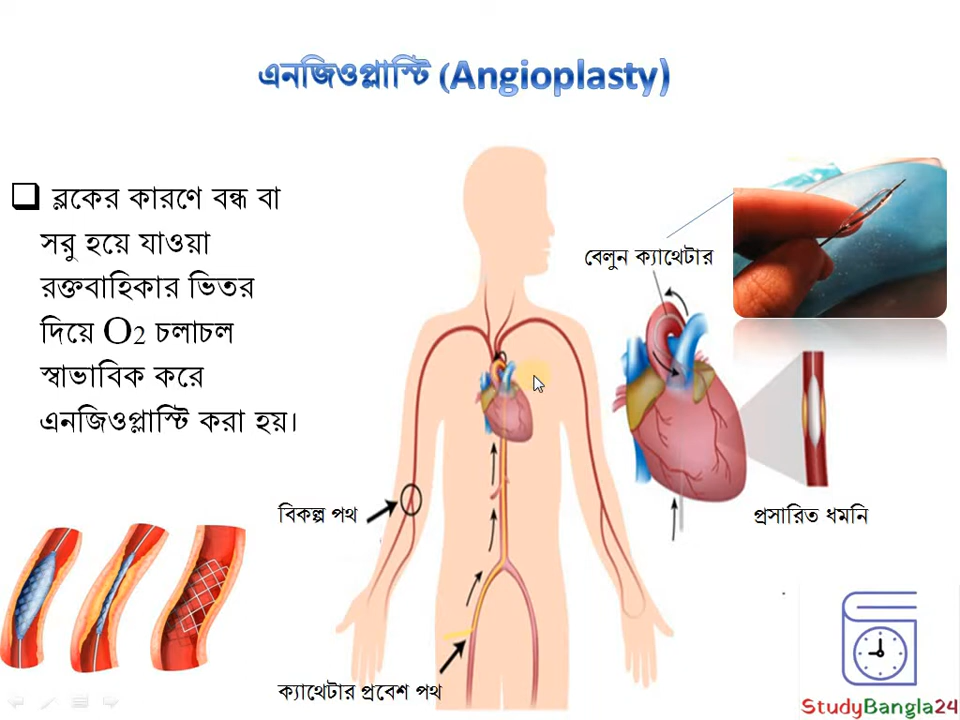 এনজিওপ্লাস্টি (Angioplasty)
ব্লকের কারণে বন্ধ বা
সরু হয়ে যাওয়া
রক্তবাহিকার ভিতর
দিয়ে O2 চলাচল
স্বাভাবিক করে
এনজিওপ্লাস্টি করা হয়।
বেলুন ক্যাথেটার
বিকল্প পথ
প্রসারিত ধমনি
ক্যাথেটার প্রবেশ পথ
StudyBangla24